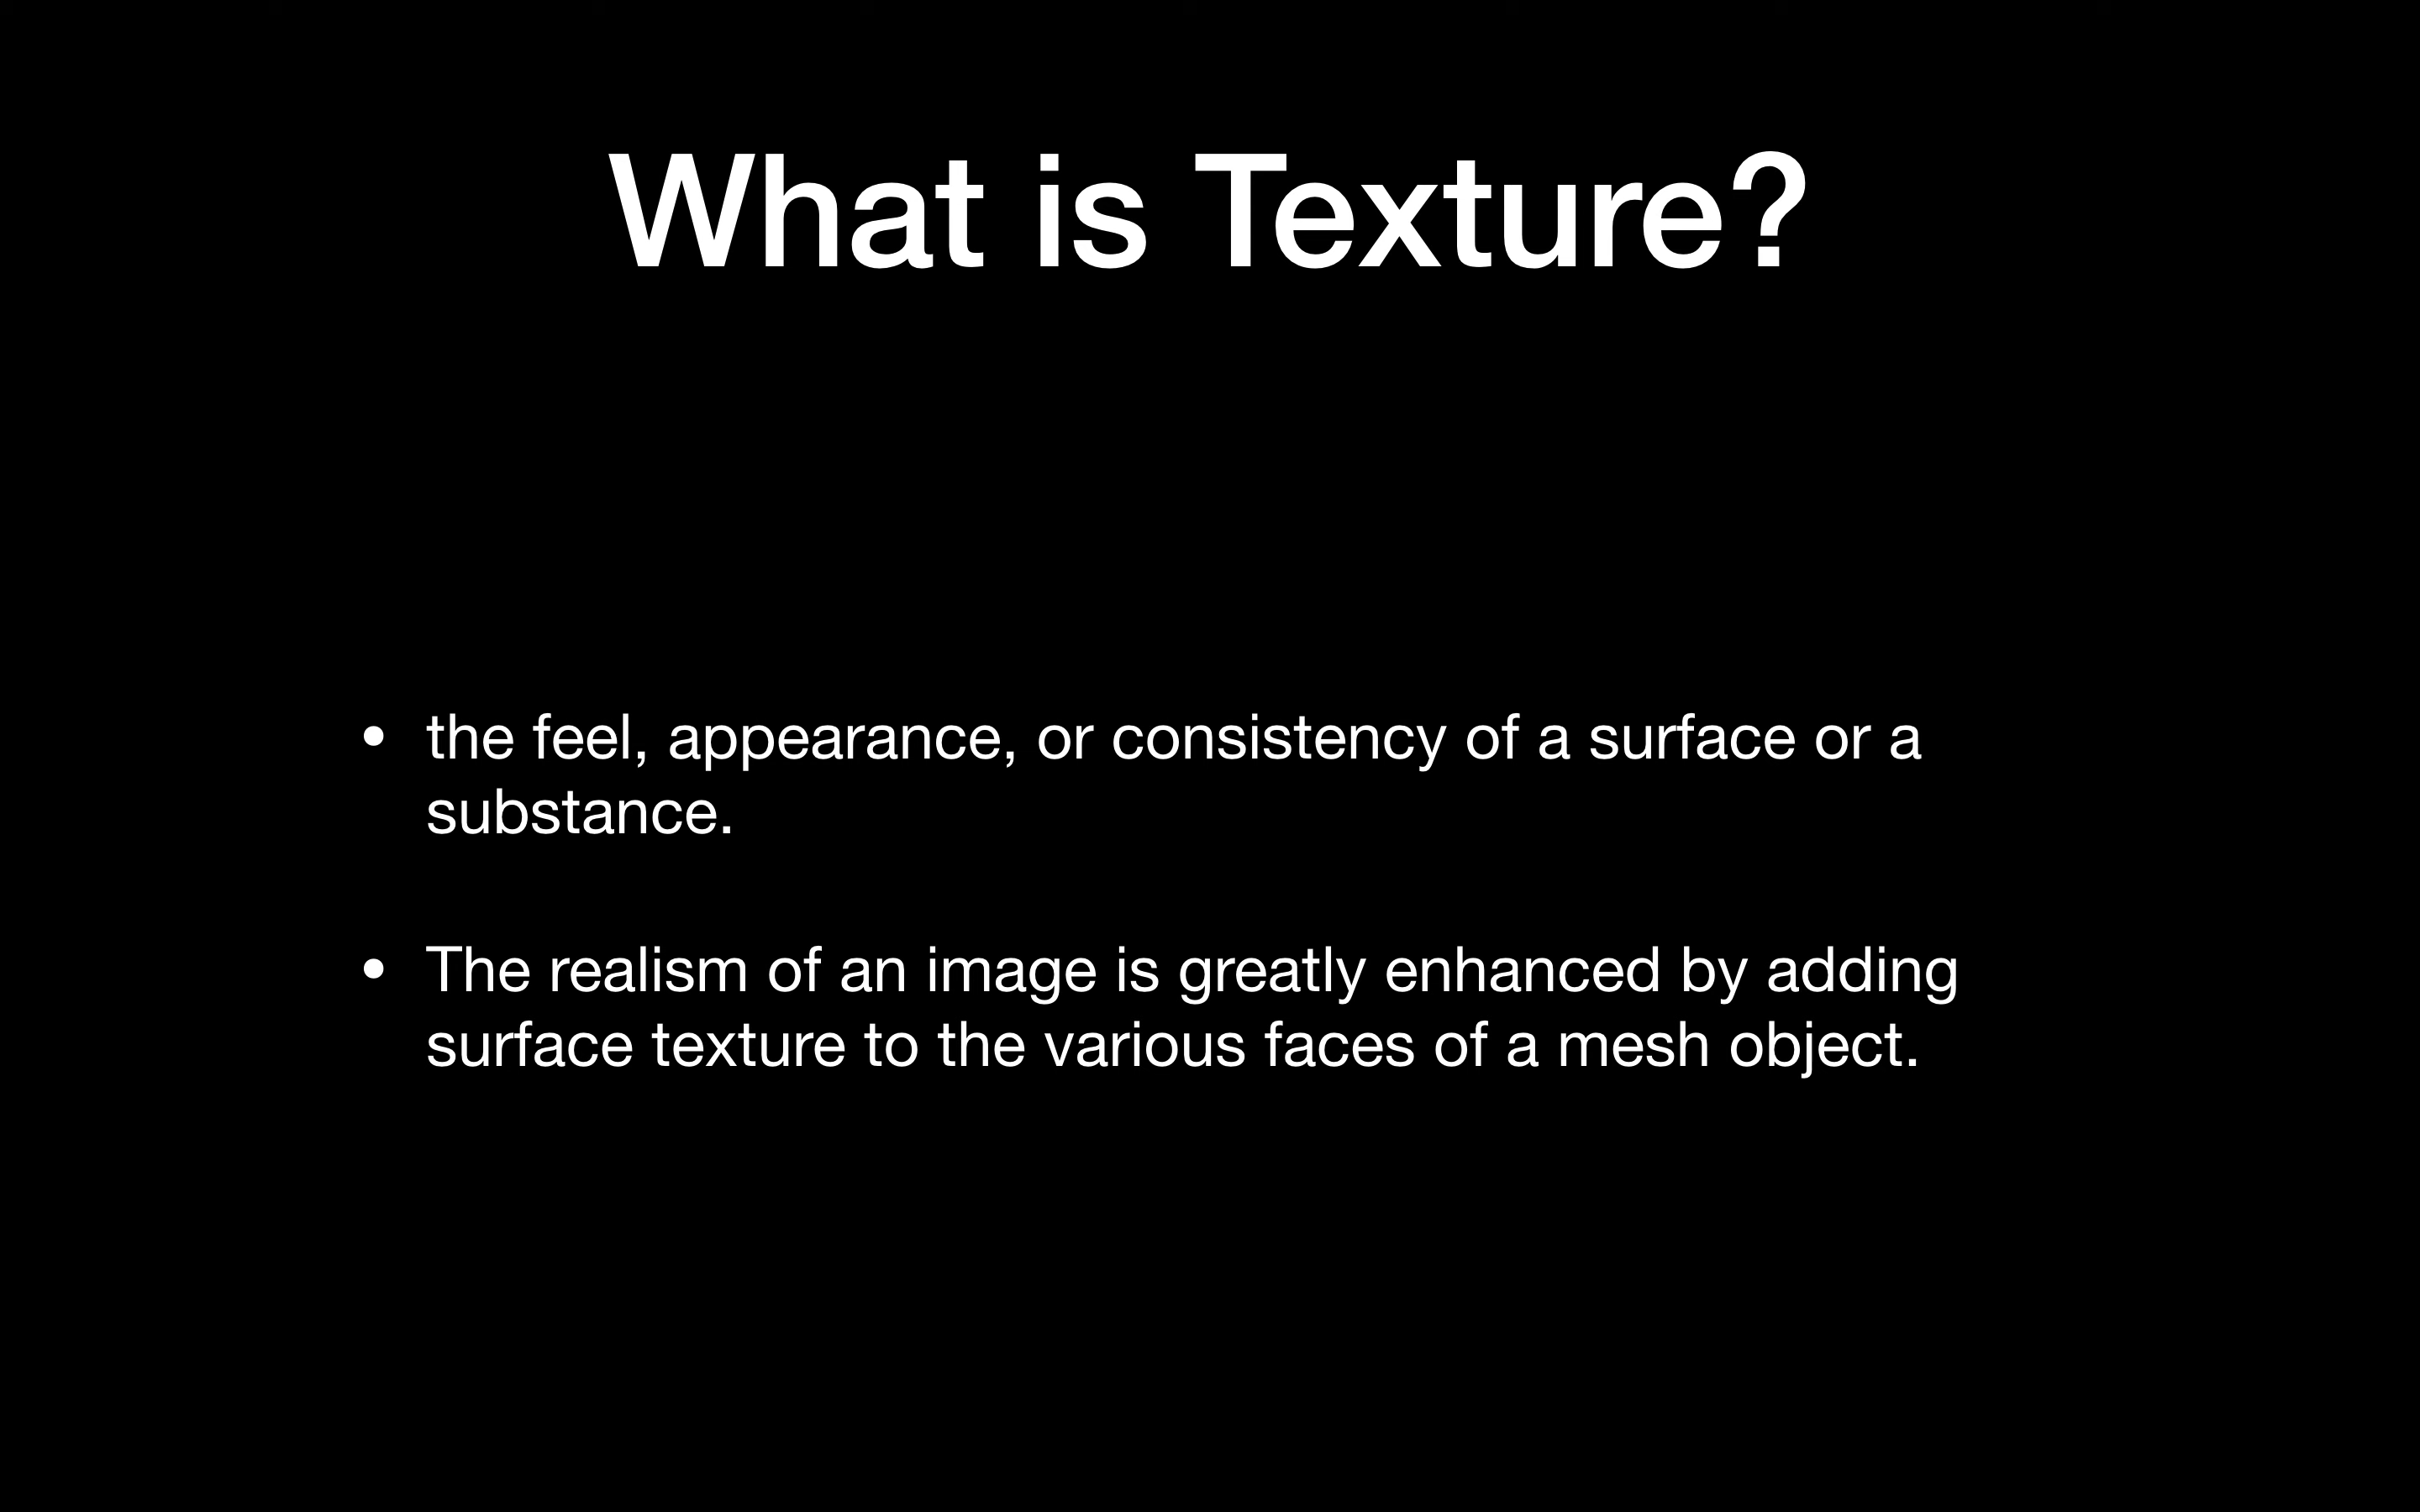 What is Texture?
• the feel, appearance, or consistency of a surface or a
substance.
• The realism of an image is greatly enhanced by adding
surface texture to the various faces of a mesh object.